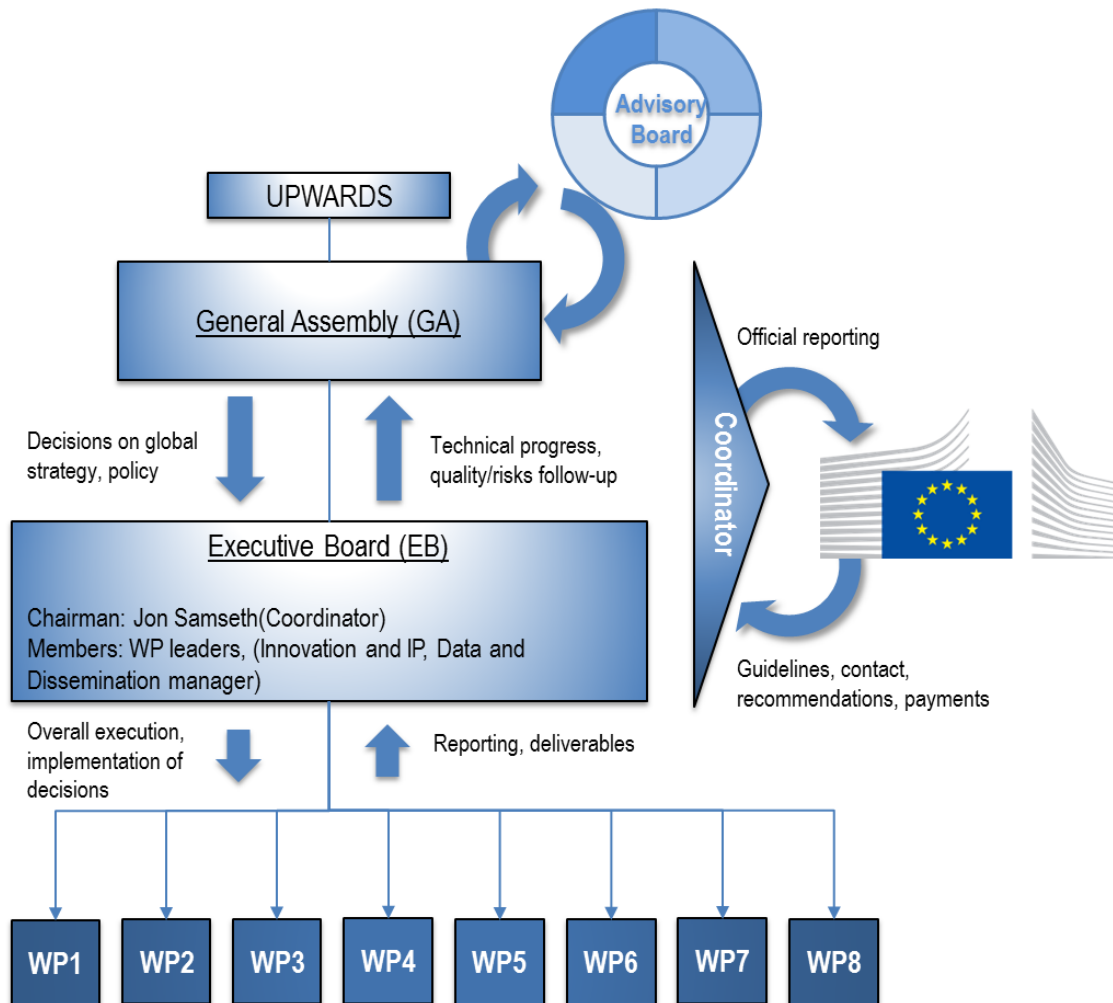 Advisory
Board
UPWARDS
General Assembly (GA)
Official reporting
Coordinator
Decisions on global
strategy, policy
Technical progress,
quality/risks follow-up
Executive Board (EB)
Chairman: Jon Samseth(Coordinator)
Members: WP leaders, (Innovation and IP, Data and
Dissemination manager)
Guidelines, contact,
recommendations, payments
Overall execution,
implementation of
decisions
Reporting, deliverables
WP1
WP2
WP3
WP4
WP5
WP6
WP7
WP8